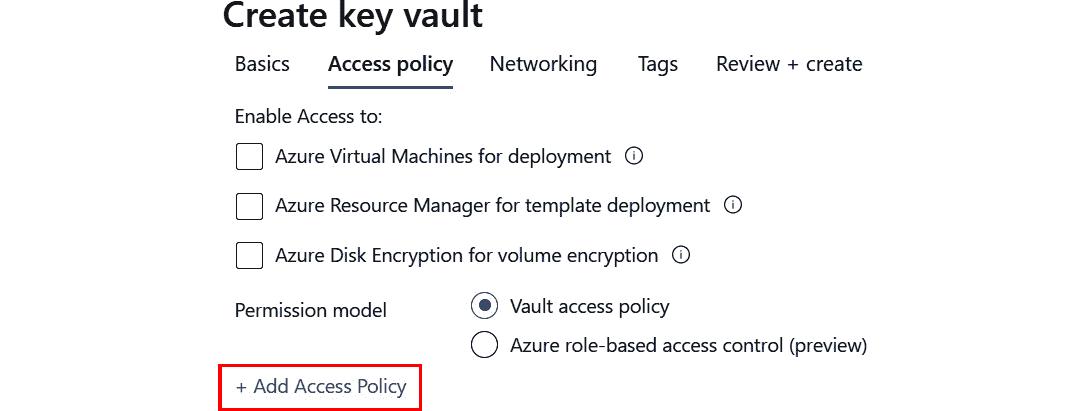 Create key vault
Basics Access policy Networking Tags Review + create
Enable Access to:
Azure Virtual Machines for deployment
Azure Resource Manager for template deployment
Azure Disk Encryption for volume encryption
Permission model
Vault access policy
Azure role-based access control (preview)
+ Add Access Policy